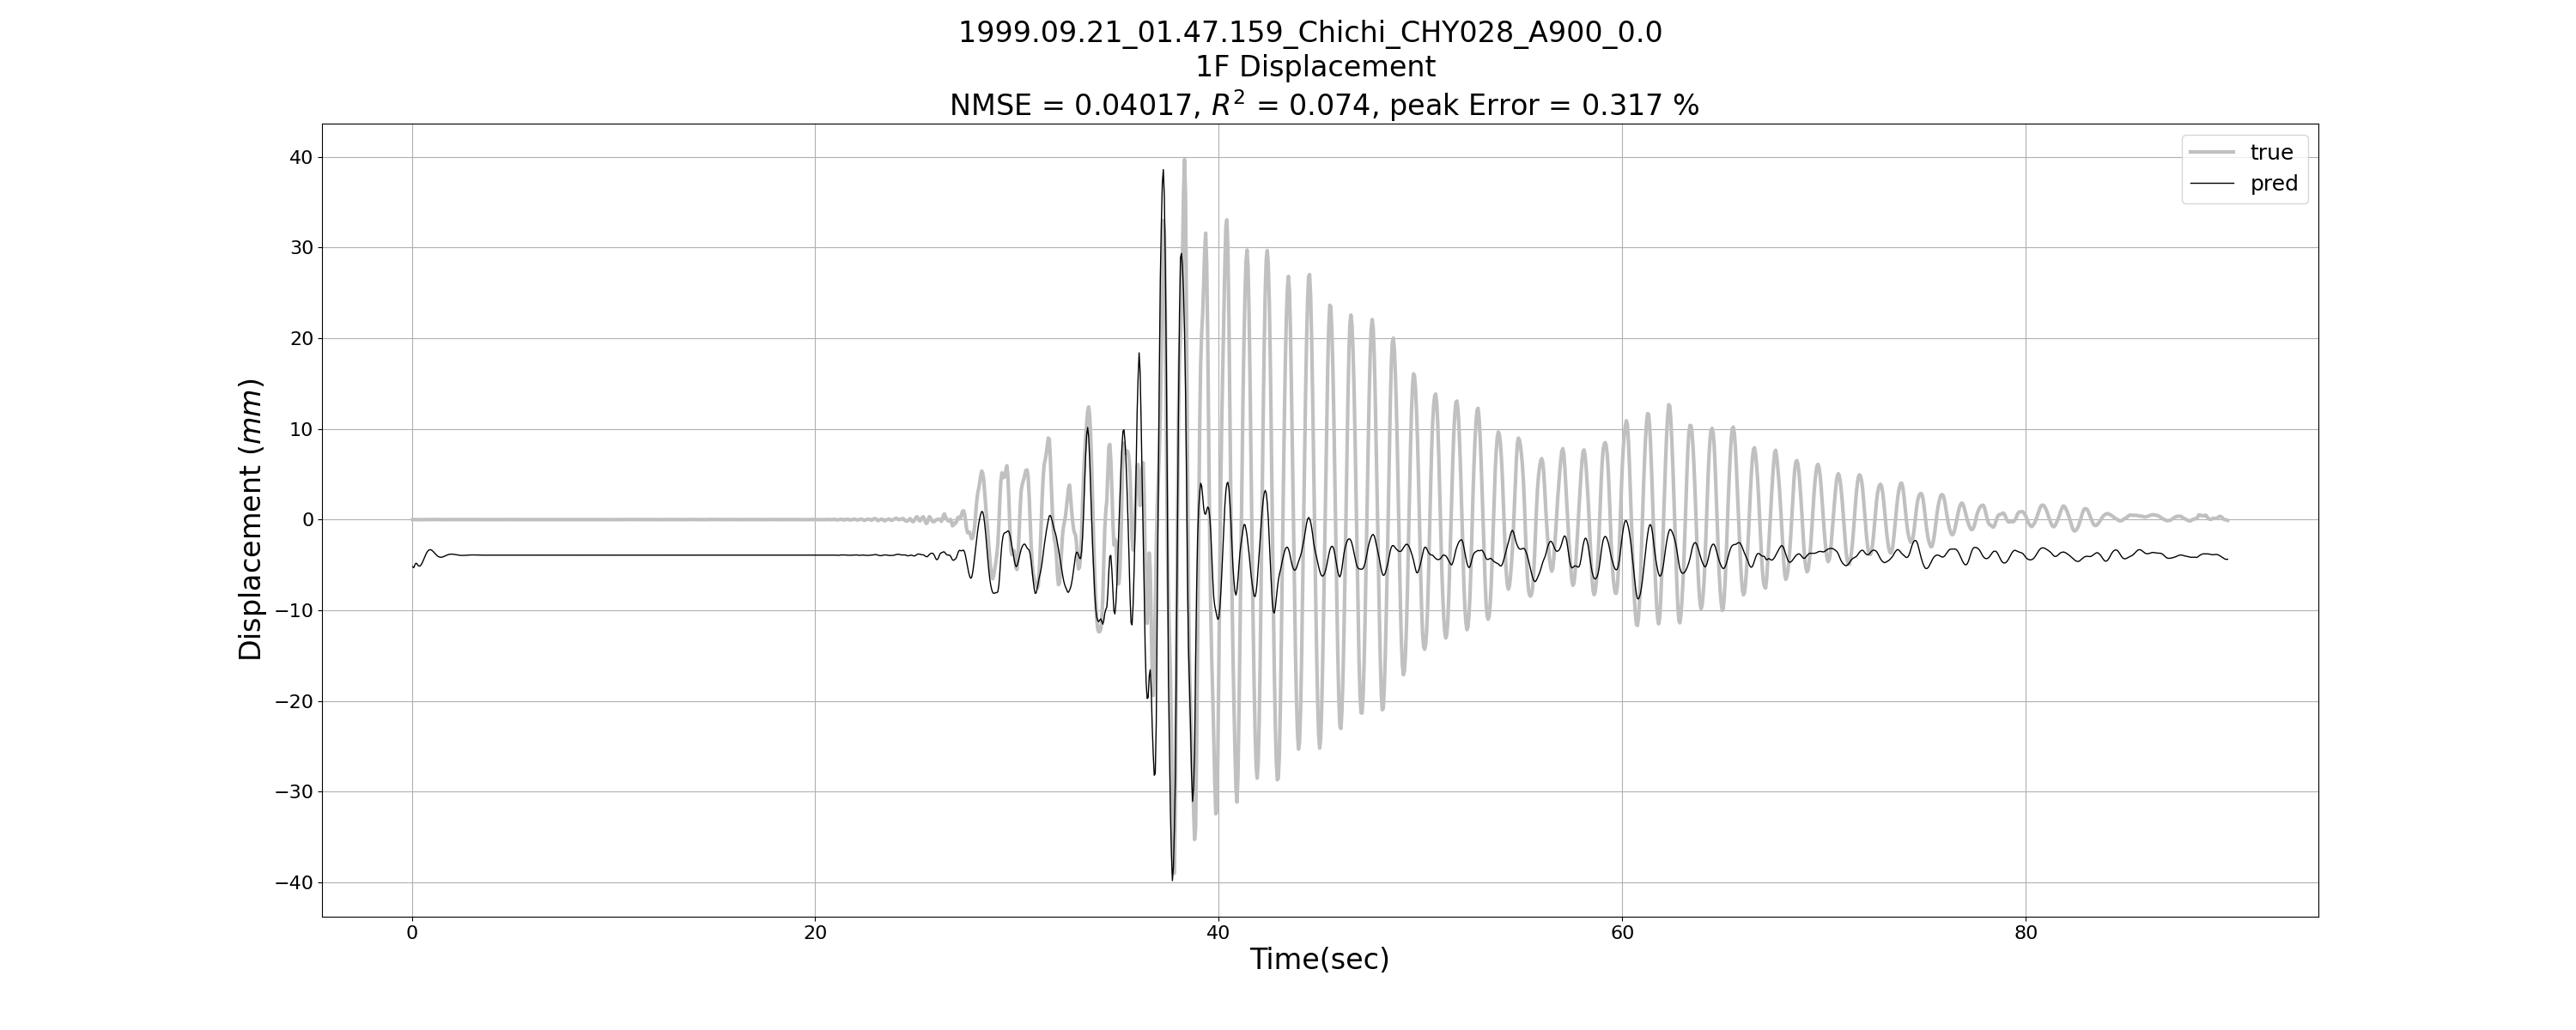 1999.09.21_01.47.159_Chichi_CHY028_A900_0.0
1F Displacement
NMSE = 0.04017, R² = 0.074, peak Error = 0.317 %
true
pred
Displacement (mm)
40
30
20
10
0
−10
−20
−30
−40
0
20
40
60
80
Time(sec)